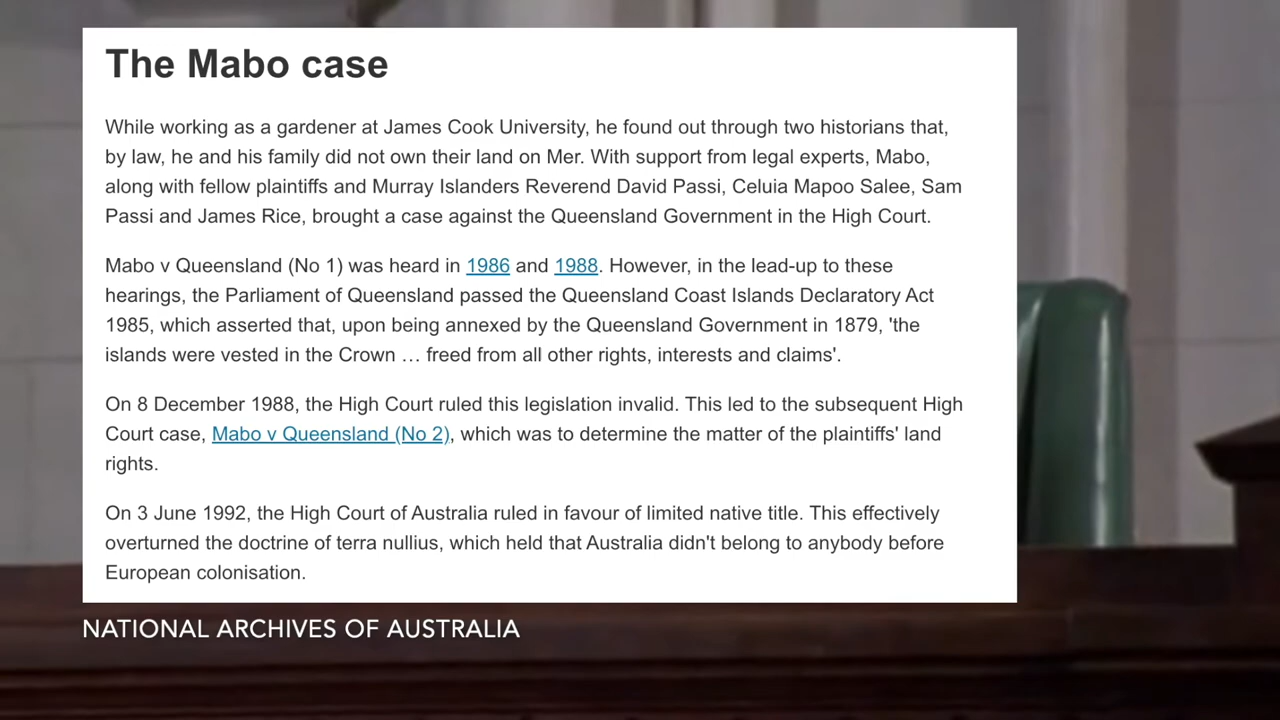 The Mabo case
While working as a gardener at James Cook University, he found out through two historians that,
by law, he and his family did not own their land on Mer. With support from legal experts, Mabo,
along with fellow plaintiffs and Murray Islanders Reverend David Passi, Celuia Mapoo Salee, Sam
Passi and James Rice, brought a case against the Queensland Government in the High Court.
Mabo v Queensland (No 1) was heard in 1986 and 1988. However, in the lead-up to these
hearings, the Parliament of Queensland passed the Queensland Coast Islands Declaratory Act
1985, which asserted that, upon being annexed by the Queensland Government in 1879, 'the
islands were vested in the Crown … freed from all other rights, interests and claims'.
On 8 December 1988, the High Court ruled this legislation invalid. This led to the subsequent High
Court case, Mabo v Queensland (No 2), which was to determine the matter of the plaintiffs' land
rights.
On 3 June 1992, the High Court of Australia ruled in favour of limited native title. This effectively
overturned the doctrine of terra nullius, which held that Australia didn't belong to anybody before
European colonisation.
NATIONAL ARCHIVES OF AUSTRALIA